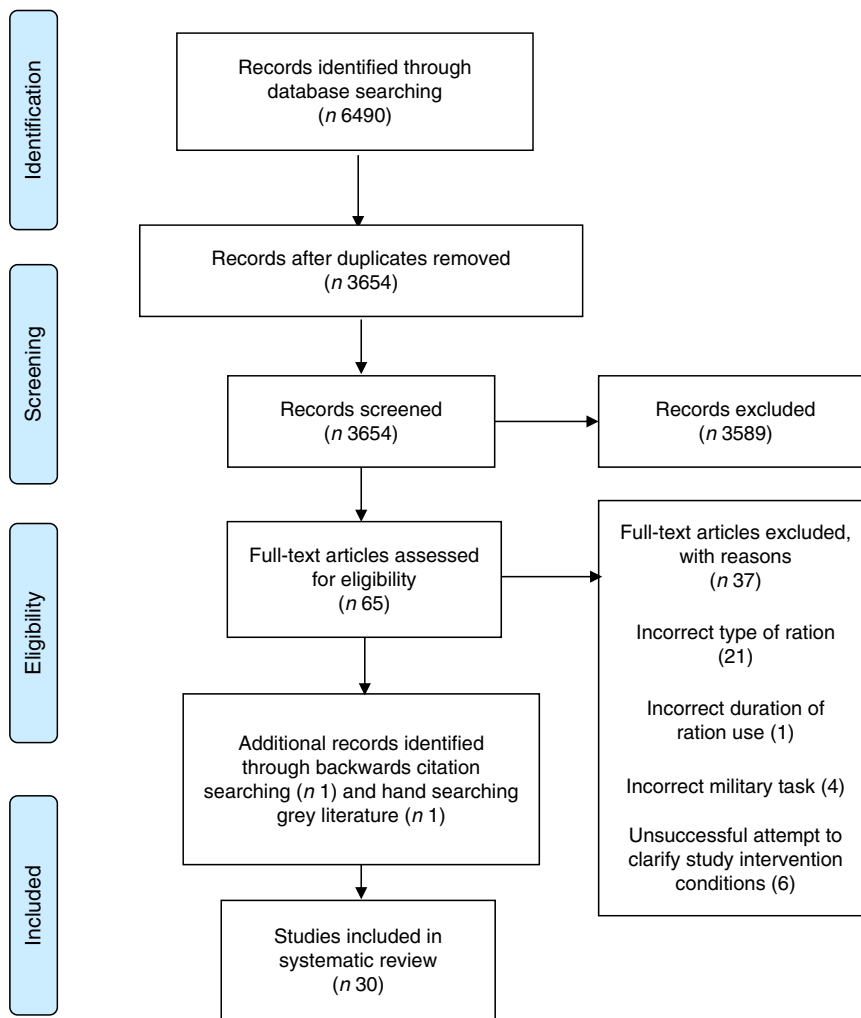 Identification
Records identified through
database searching
(n 6490)
Records after duplicates removed
(n 3654)
Screening
Records screened
(n 3654)
Records excluded
(n 3589)
Eligibility
Full-text articles assessed
for eligibility
(n 65)
Full-text articles excluded,
with reasons
(n 37)
Incorrect type of ration
(21)
Incorrect duration of
ration use (1)
Incorrect military task (4)
Unsuccessful attempt to
clarify study intervention
conditions (6)
Additional records identified
through backwards citation
searching (n 1) and hand searching
grey literature (n 1)
Included
Studies included in
systematic review
(n 30)